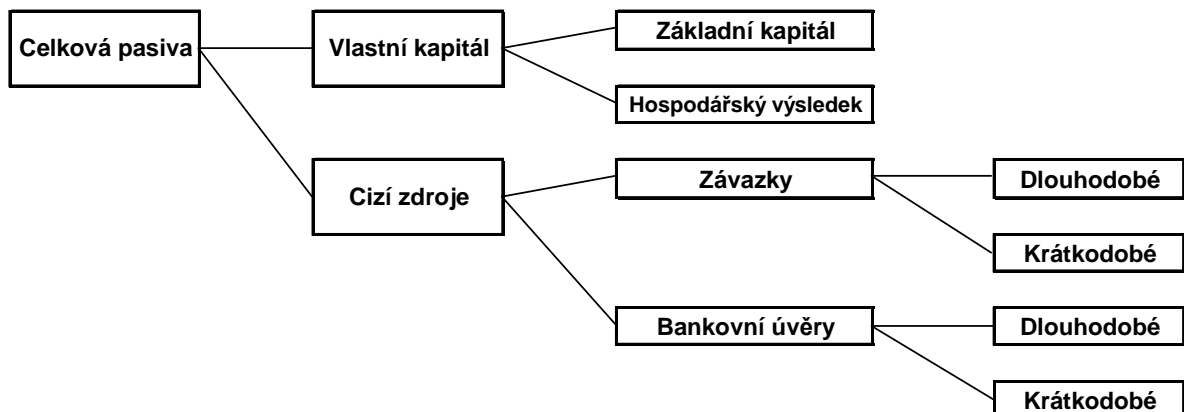 Celková pasiva
Vlastní kapitál
Základní kapitál
Hospodářský výsledek
Cizí zdroje
Závazky
Dlouhodobé
Krátkodobé
Bankovní úvěry
Dlouhodobé
Krátkodobé